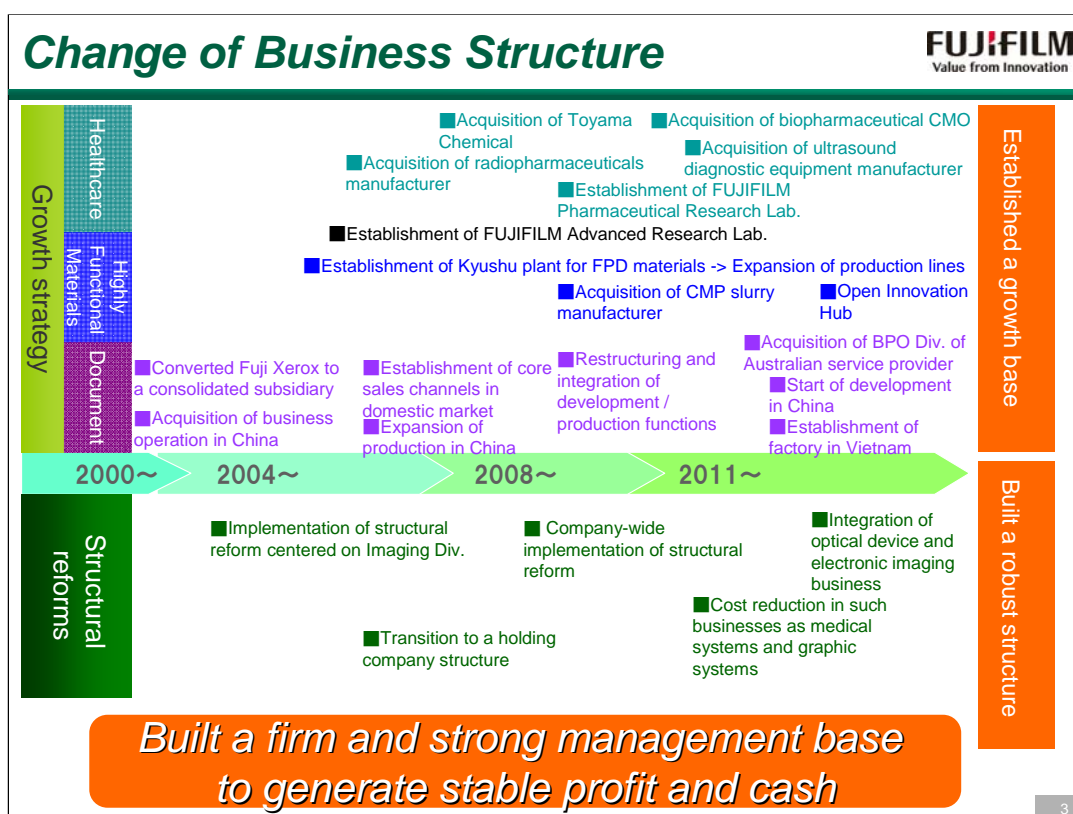 Change of Business Structure
FUJIFILM
Value from Innovation
Growth strategy
Healthcare
■Acquisition of Toyama
Chemical
■Acquisition of biopharmaceutical CMO
■Acquisition of radiopharmaceuticals
manufacturer
■Acquisition of ultrasound
diagnostic equipment manufacturer
■Establishment of FUJIFILM
Pharmaceutical Research Lab.
■Establishment of FUJIFILM Advanced Research Lab.
Highly
Functional
Materials
■Establishment of Kyushu plant for FPD materials -> Expansion of production lines
■Acquisition of CMP slurry
manufacturer
■Open Innovation
Hub
Document
■Converted Fuji Xerox to
a consolidated subsidiary
■Acquisition of business
operation in China
■Establishment of core
sales channels in
domestic market
■Expansion of
production in China
■Restructuring and
integration of
development /
production functions
■Acquisition of BPO Div. of
Australian service provider
■Start of development
in China
■Establishment of
factory in Vietnam
Established a growth base
2000～
2004～
2008～
2011～
Structural
reforms
■Implementation of structural
reform centered on Imaging Div.
■Transition to a holding
company structure
■ Company-wide
implementation of structural
reform
■Integration of
optical device and
electronic imaging
business
■Cost reduction in such
businesses as medical
systems and graphic
systems
Built a robust structure
Built a firm and strong management base
to generate stable profit and cash
3